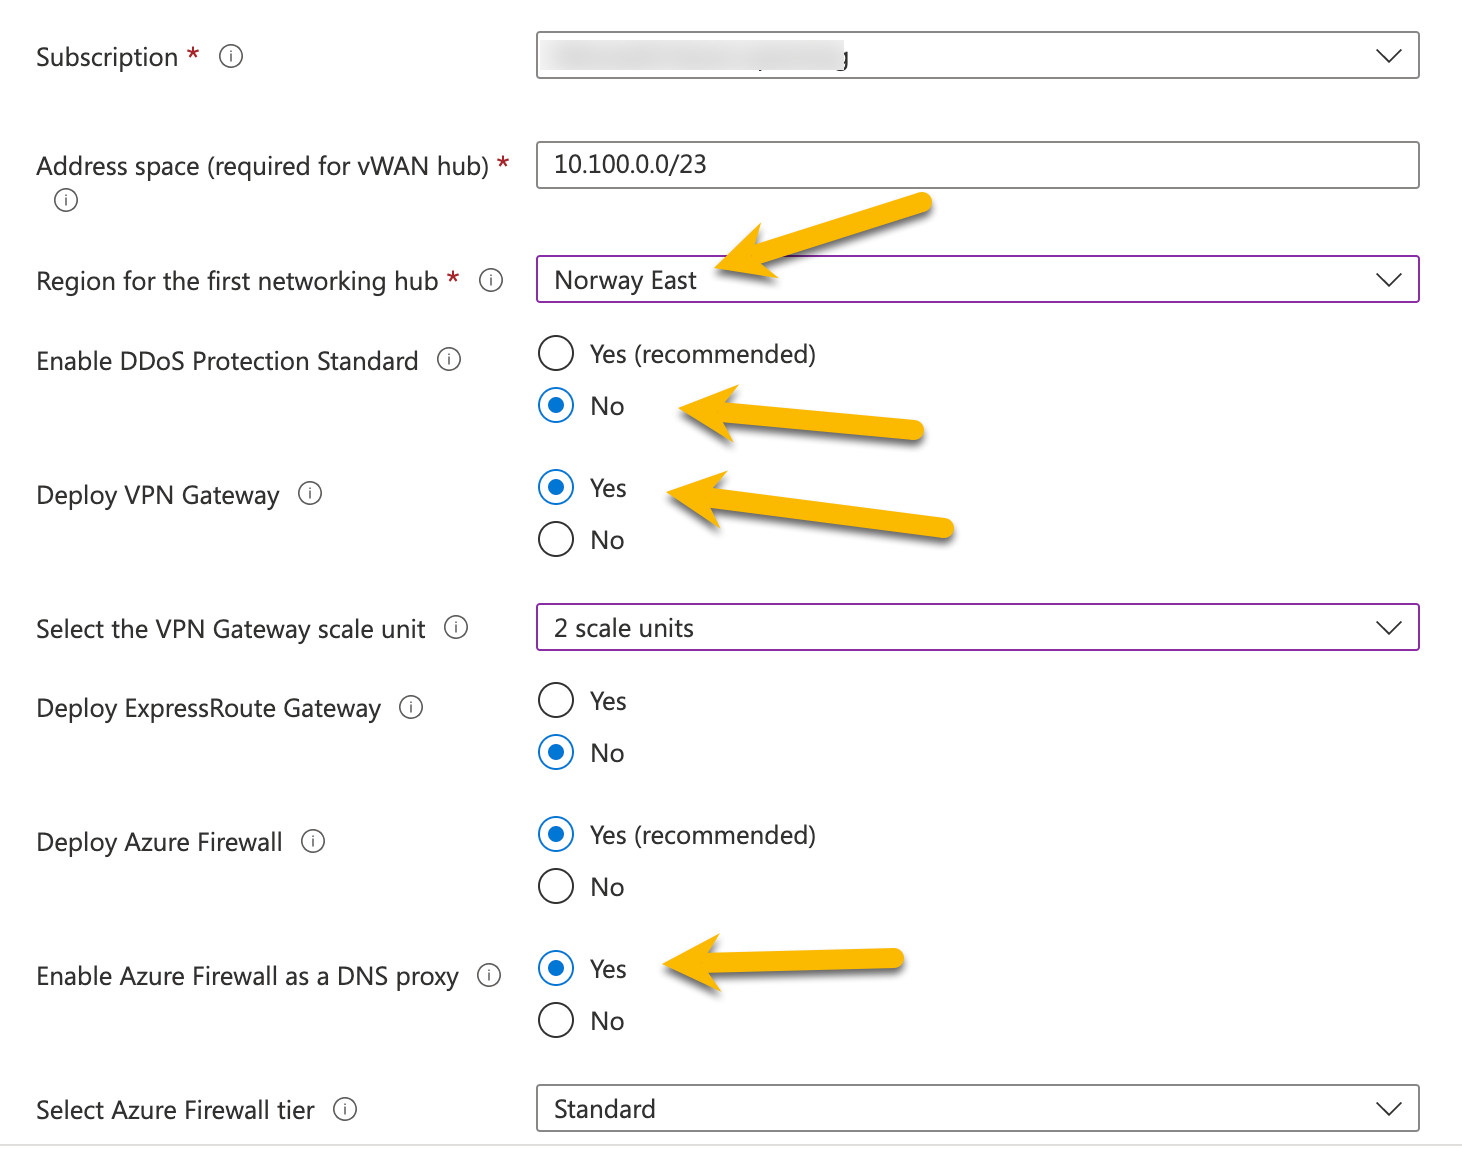 Subscription *
Address space (required for vWAN hub) *
10.100.0.0/23
Region for the first networking hub *
Norway East
Enable DDoS Protection Standard
Yes (recommended)
No
Deploy VPN Gateway
Yes
No
Select the VPN Gateway scale unit
2 scale units
Deploy ExpressRoute Gateway
Yes
No
Deploy Azure Firewall
Yes (recommended)
No
Enable Azure Firewall as a DNS proxy
Yes
No
Select Azure Firewall tier
Standard